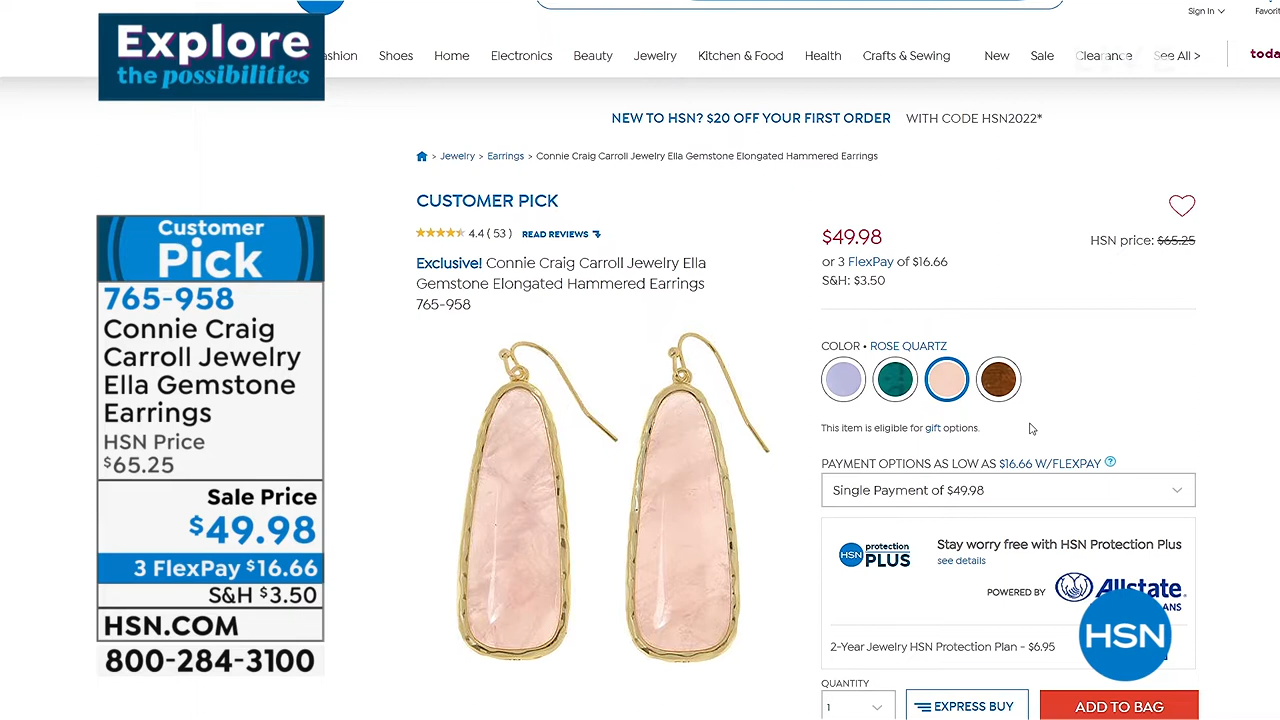 Explore
the possibilities
Sign In
Fashion Shoes Home Electronics Beauty Jewelry Kitchen & Food Health Crafts & Sewing New Sale Clearance See All >
NEW TO HSN? $20 OFF YOUR FIRST ORDER WITH CODE HSN2022*
> Jewelry > Earrings > Connie Craig Carroll Jewelry Ella Gemstone Elongated Hammered Earrings
Customer
Pick
765-958
Connie Craig
Carroll Jewelry
Ella Gemstone
Earrings
HSN Price
$65.25
Sale Price
$49.98
3 FlexPay $16.66
S&H $3.50
HSN.COM
800-284-3100
CUSTOMER PICK
4.4 ( 53 ) READ REVIEWS
Exclusive! Connie Craig Carroll Jewelry Ella
Gemstone Elongated Hammered Earrings
765-958
$49.98
HSN price: $65.25
or 3 FlexPay of $16.66
S&H: $3.50
COLOR • ROSE QUARTZ
This item is eligible for gift options.
PAYMENT OPTIONS AS LOW AS $16.66 W/FLEXPAY ?
Single Payment of $49.98
HSN protection
PLUS
Stay worry free with HSN Protection Plus
see details
POWERED BY Allstate
HSN
2-Year Jewelry HSN Protection Plan - $6.95
QUANTITY
1
EXPRESS BUY
ADD TO BAG